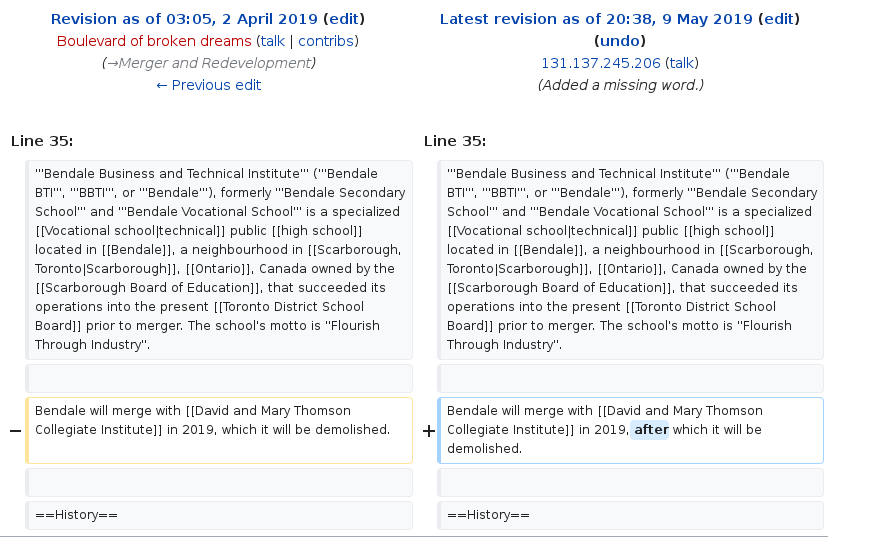 Revision as of 03:05, 2 April 2019 (edit)
Boulevard of broken dreams (talk | contribs)
(→Merger and Redevelopment)
← Previous edit
Latest revision as of 20:38, 9 May 2019 (edit)
(undo)
131.137.245.206 (talk)
(Added a missing word.)
Line 35:
'''Bendale Business and Technical Institute''' ('''Bendale
BTI''', '''BBTI''', or '''Bendale'''), formerly '''Bendale Secondary
School''' and '''Bendale Vocational School''' is a specialized
[[Vocational school|technical]] public [[high school]]
located in [[Bendale]], a neighbourhood in [[Scarborough,
Toronto|Scarborough]], [[Ontario]], Canada owned by the
[[Scarborough Board of Education]], that succeeded its
operations into the present [[Toronto District School
Board]] prior to merger. The school's motto is "Flourish
Through Industry".
− Bendale will merge with [[David and Mary Thomson
Collegiate Institute]] in 2019, which it will be demolished.
==History==
Line 35:
'''Bendale Business and Technical Institute''' ('''Bendale
BTI''', '''BBTI''', or '''Bendale'''), formerly '''Bendale Secondary
School''' and '''Bendale Vocational School''' is a specialized
[[Vocational school|technical]] public [[high school]]
located in [[Bendale]], a neighbourhood in [[Scarborough,
Toronto|Scarborough]], [[Ontario]], Canada owned by the
[[Scarborough Board of Education]], that succeeded its
operations into the present [[Toronto District School
Board]] prior to merger. The school's motto is "Flourish
Through Industry".
+ Bendale will merge with [[David and Mary Thomson
Collegiate Institute]] in 2019, after which it will be
demolished.
==History==